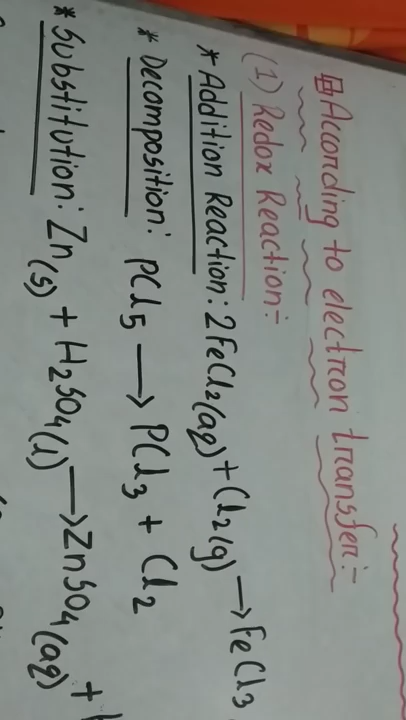 According to electron transfer:-
(1) Redox Reaction:-
* Addition Reaction: 2FeCl2(aq) + Cl2(g) → FeCl3
* Decomposition: PCl5 → PCl3 + Cl2
* Substitution: Zn(s) + H2SO4(l) → ZnSO4(aq) +